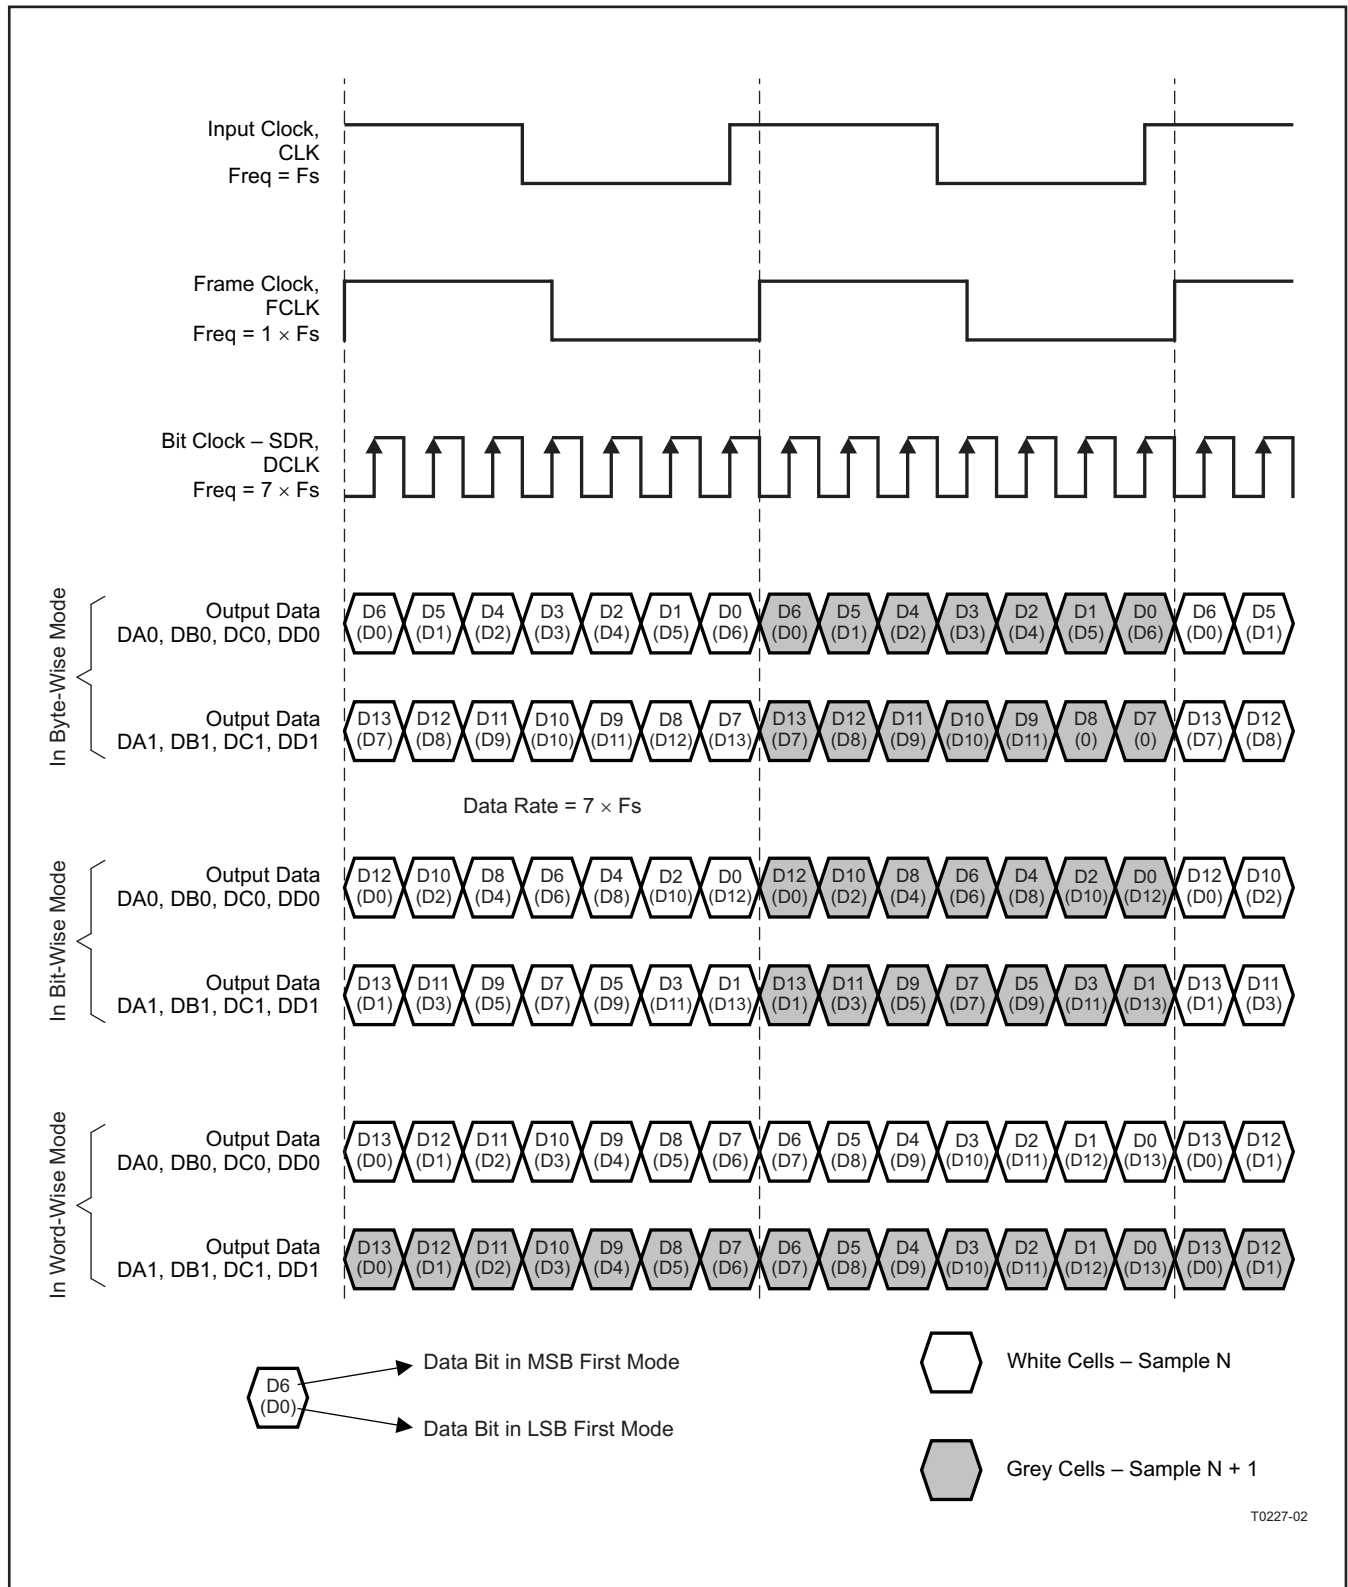 Input Clock,
CLK
Freq = Fs
Frame Clock,
FCLK
Freq = 1 × Fs
Bit Clock – SDR,
DCLK
Freq = 7 × Fs
In Byte-Wise Mode
Output Data
DA0, DB0, DC0, DD0
D6 D5 D4 D3 D2 D1 D0 D6 D5 D4 D3 D2 D1 D0 D6 D5
(D0) (D1) (D2) (D3) (D4) (D5) (D6) (D0) (D1) (D2) (D3) (D4) (D5) (D6) (D0) (D1)
Output Data
DA1, DB1, DC1, DD1
D13 D12 D11 D10 D9 D8 D7 D13 D12 D11 D10 D9 D8 D7 D13 D12
(D7) (D8) (D9) (D10) (D11) (D12) (D13) (D7) (D8) (D9) (D10) (D11) (0) (0) (D7) (D8)
Data Rate = 7 × Fs
In Bit-Wise Mode
Output Data
DA0, DB0, DC0, DD0
D12 D10 D8 D6 D4 D2 D0 D12 D10 D8 D6 D4 D2 D0 D12 D10
(D0) (D2) (D4) (D6) (D8) (D10) (D12) (D0) (D2) (D4) (D6) (D8) (D10) (D12) (D0) (D2)
Output Data
DA1, DB1, DC1, DD1
D13 D11 D9 D7 D5 D3 D1 D13 D11 D9 D7 D5 D3 D1 D13 D11
(D1) (D3) (D5) (D7) (D9) (D11) (D13) (D1) (D3) (D5) (D7) (D9) (D11) (D13) (D1) (D3)
In Word-Wise Mode
Output Data
DA0, DB0, DC0, DD0
D13 D12 D11 D10 D9 D8 D7 D6 D5 D4 D3 D2 D1 D0 D13 D12
(D0) (D1) (D2) (D3) (D4) (D5) (D6) (D7) (D8) (D9) (D10) (D11) (D12) (D13) (D0) (D1)
Output Data
DA1, DB1, DC1, DD1
D13 D12 D11 D10 D9 D8 D7 D6 D5 D4 D3 D2 D1 D0 D13 D12
(D0) (D1) (D2) (D3) (D4) (D5) (D6) (D7) (D8) (D9) (D10) (D11) (D12) (D13) (D0) (D1)
D6
(D0)
Data Bit in MSB First Mode
Data Bit in LSB First Mode
White Cells – Sample N
Grey Cells – Sample N + 1
T0227-02